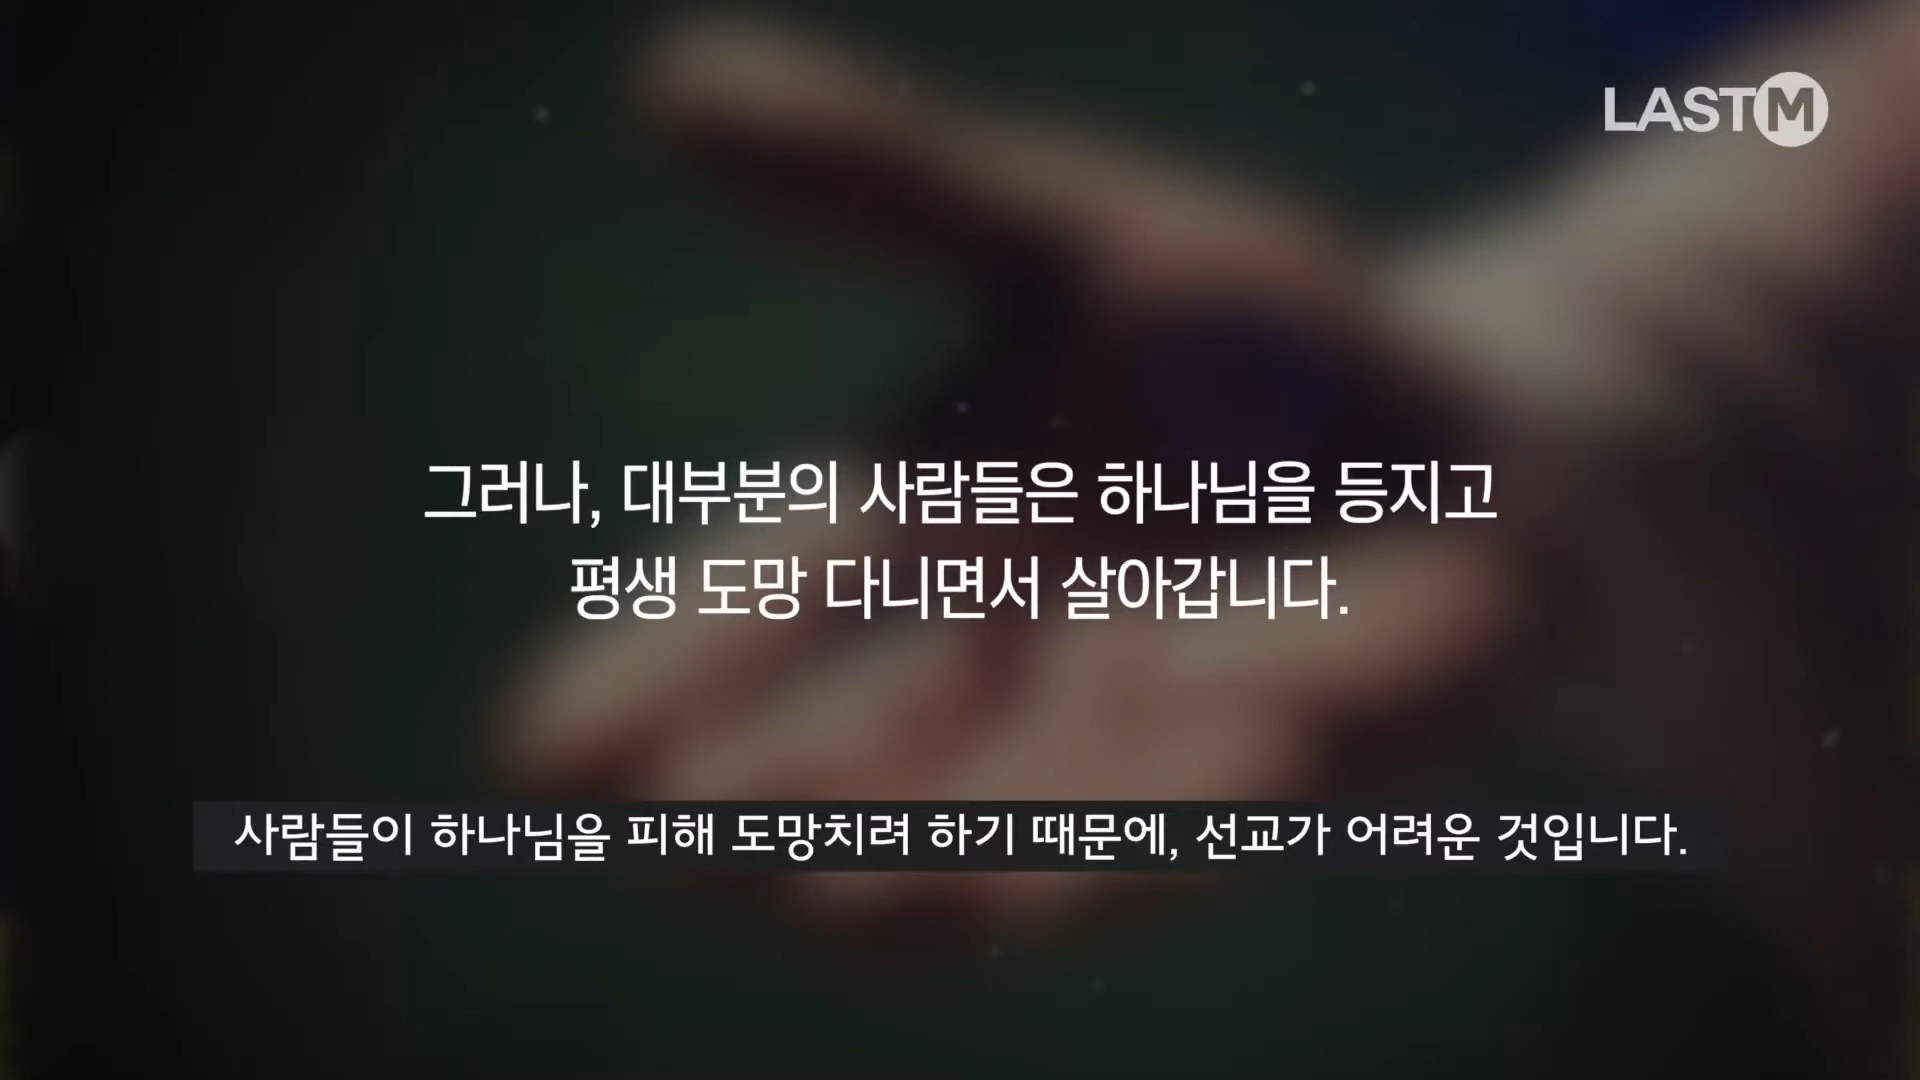 LAST M
그러나, 대부분의 사람들은 하나님을 등지고
평생 도망 다니면서 살아갑니다.
사람들이 하나님을 피해 도망치려 하기 때문에, 선교가 어려운 것입니다.